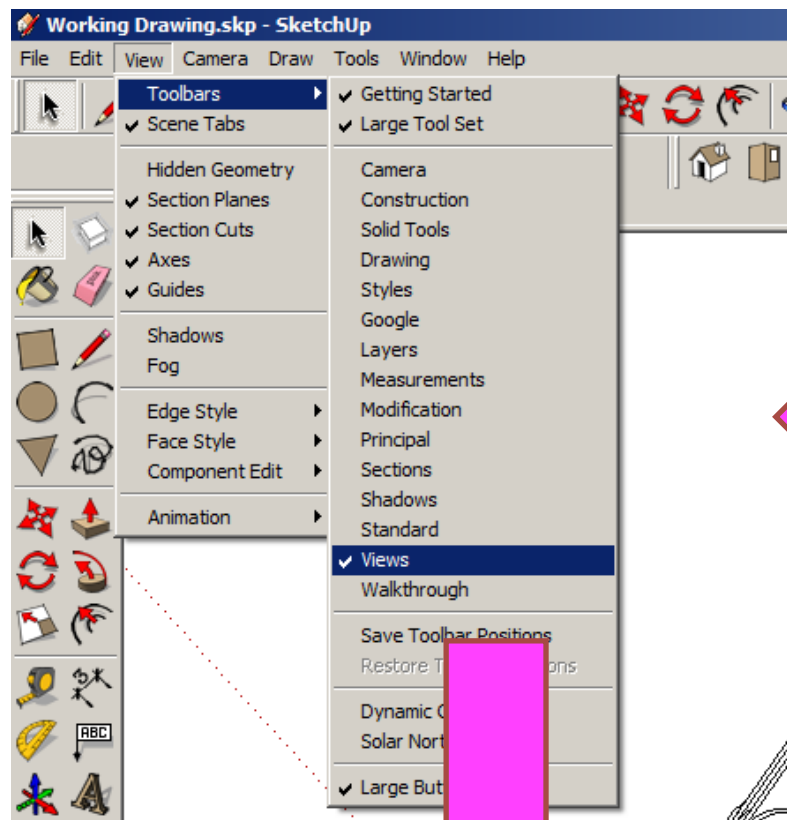 Working Drawing.skp - SketchUp
File Edit View Camera Draw Tools Window Help
Toolbars
Scene Tabs
Hidden Geometry
Section Planes
Section Cuts
Axes
Guides
Shadows
Fog
Edge Style
Face Style
Component Edit
Animation
Getting Started
Large Tool Set
Camera
Construction
Solid Tools
Drawing
Styles
Google
Layers
Measurements
Modification
Principal
Sections
Shadows
Standard
Views
Walkthrough
Save Toolbar Positions
Restore
Dynamic
Solar
Large
ABC